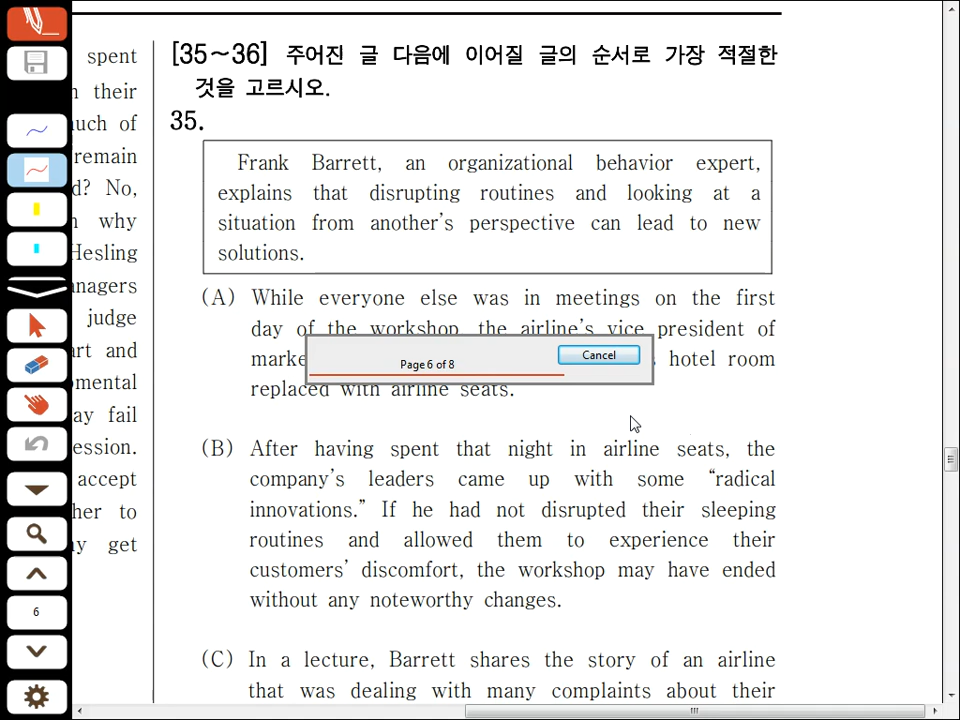 spent
their
uch of
remain
d? No,
why
Hesling
anagers
judge
art and
omental
ay fail
ession.
accept
her to
y get
6
[35~36] 주어진 글 다음에 이어질 글의 순서로 가장 적절한
것을 고르시오.
35.
Frank Barrett, an organizational behavior expert,
explains that disrupting routines and looking at a
situation from another's perspective can lead to new
solutions.
(A) While everyone else was in meetings on the first
day of the workshop, the airline's vice president of
marke
hotel room
replaced with airline seats.
Page 6 of 8
Cancel
(B) After having spent that night in airline seats, the
company's leaders came up with some “radical
innovations.” If he had not disrupted their sleeping
routines and allowed them to experience their
customers' discomfort, the workshop may have ended
without any noteworthy changes.
(C) In a lecture, Barrett shares the story of an airline
that was dealing with many complaints about their